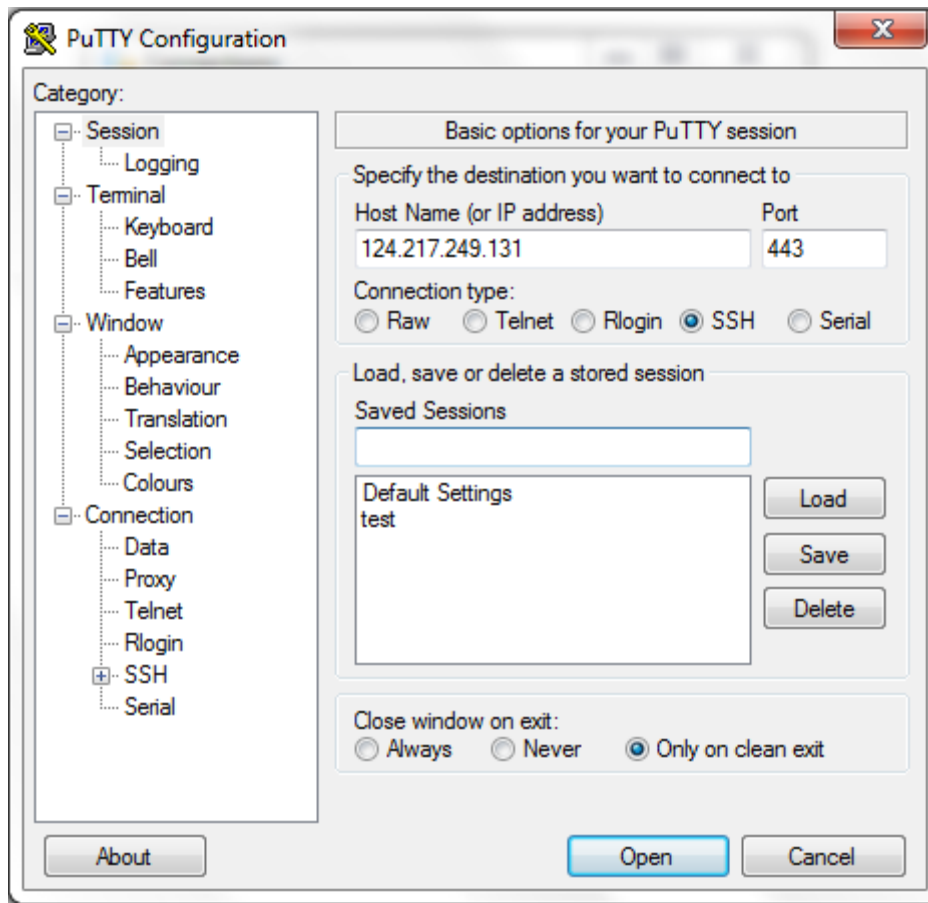 PuTTY Configuration
Category:
Session
Logging
Terminal
Keyboard
Bell
Features
Window
Appearance
Behaviour
Translation
Selection
Colours
Connection
Data
Proxy
Telnet
Rlogin
SSH
Serial
Basic options for your PuTTY session
Specify the destination you want to connect to
Host Name (or IP address) Port
124.217.249.131 443
Connection type:
Raw Telnet Rlogin SSH Serial
Load, save or delete a stored session
Saved Sessions
Default Settings
test
Load
Save
Delete
Close window on exit:
Always Never Only on clean exit
About Open Cancel